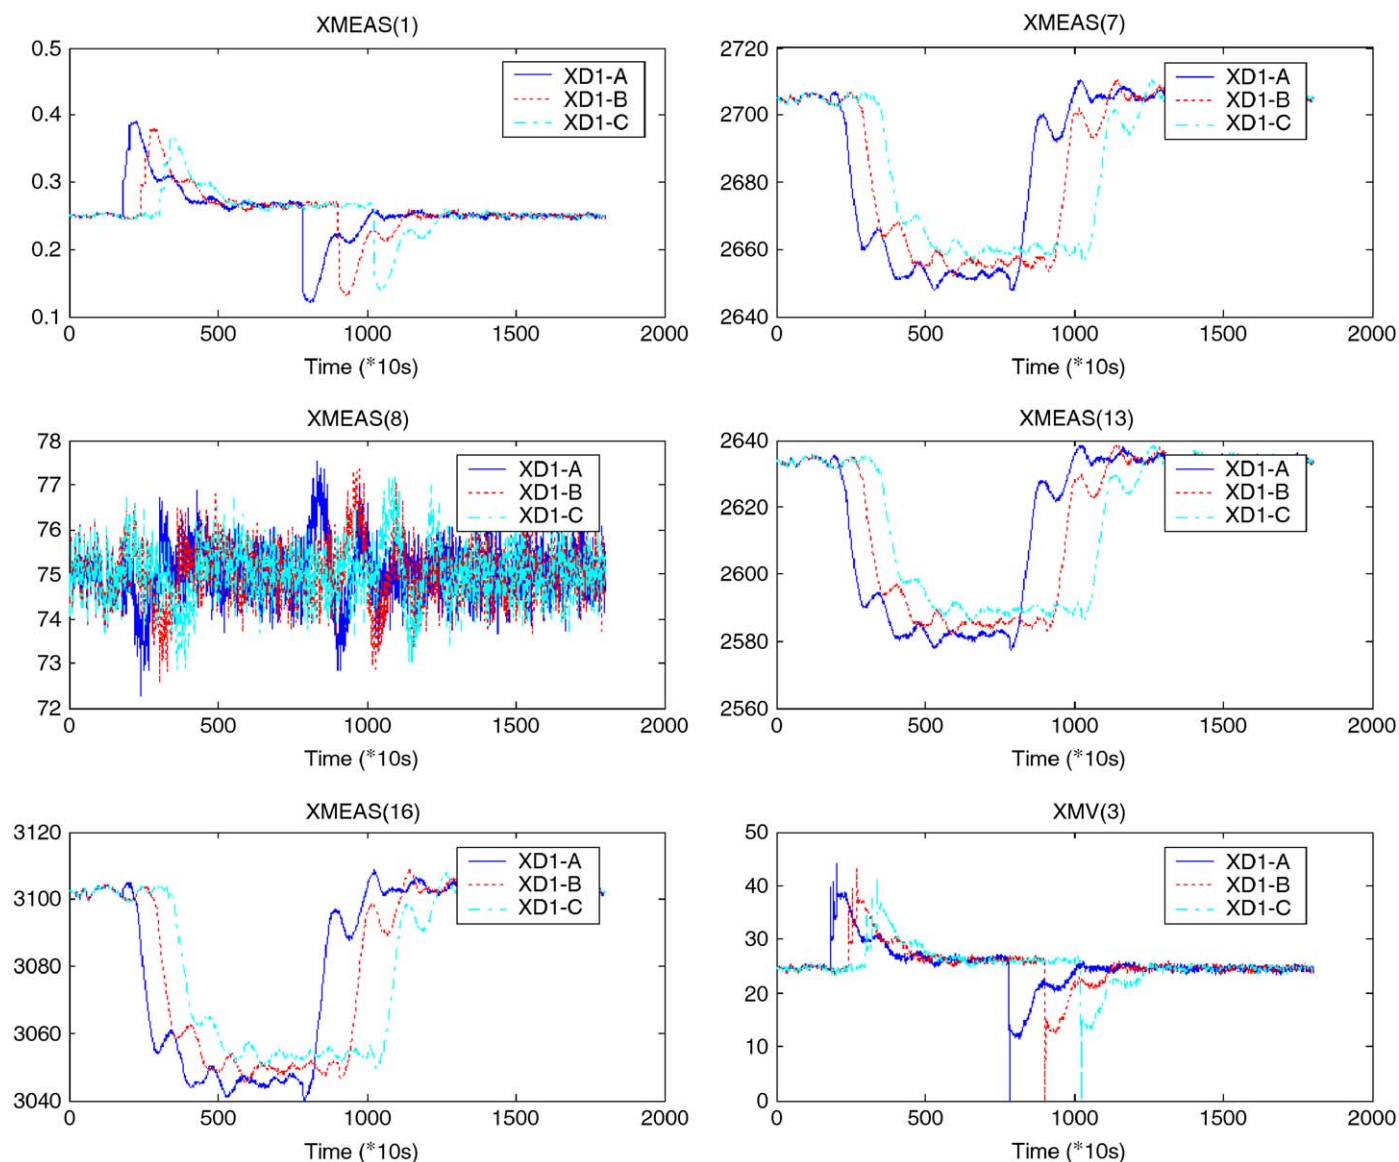 XMEAS(1)
0.5
0.4
0.3
0.2
0.1
0
500
1000
1500
2000
Time (*10s)
XD1-A
XD1-B
XD1-C
XMEAS(7)
2720
2700
2680
2660
2640
0
500
1000
1500
2000
Time (*10s)
XD1-A
XD1-B
XD1-C
XMEAS(8)
78
77
76
75
74
73
72
0
500
1000
1500
2000
Time (*10s)
XD1-A
XD1-B
XD1-C
XMEAS(13)
2640
2620
2600
2580
2560
0
500
1000
1500
2000
Time (*10s)
XD1-A
XD1-B
XD1-C
XMEAS(16)
3120
3100
3080
3060
3040
0
500
1000
1500
2000
Time (*10s)
XD1-A
XD1-B
XD1-C
XMV(3)
50
40
30
20
10
0
0
500
1000
1500
2000
Time (*10s)
XD1-A
XD1-B
XD1-C